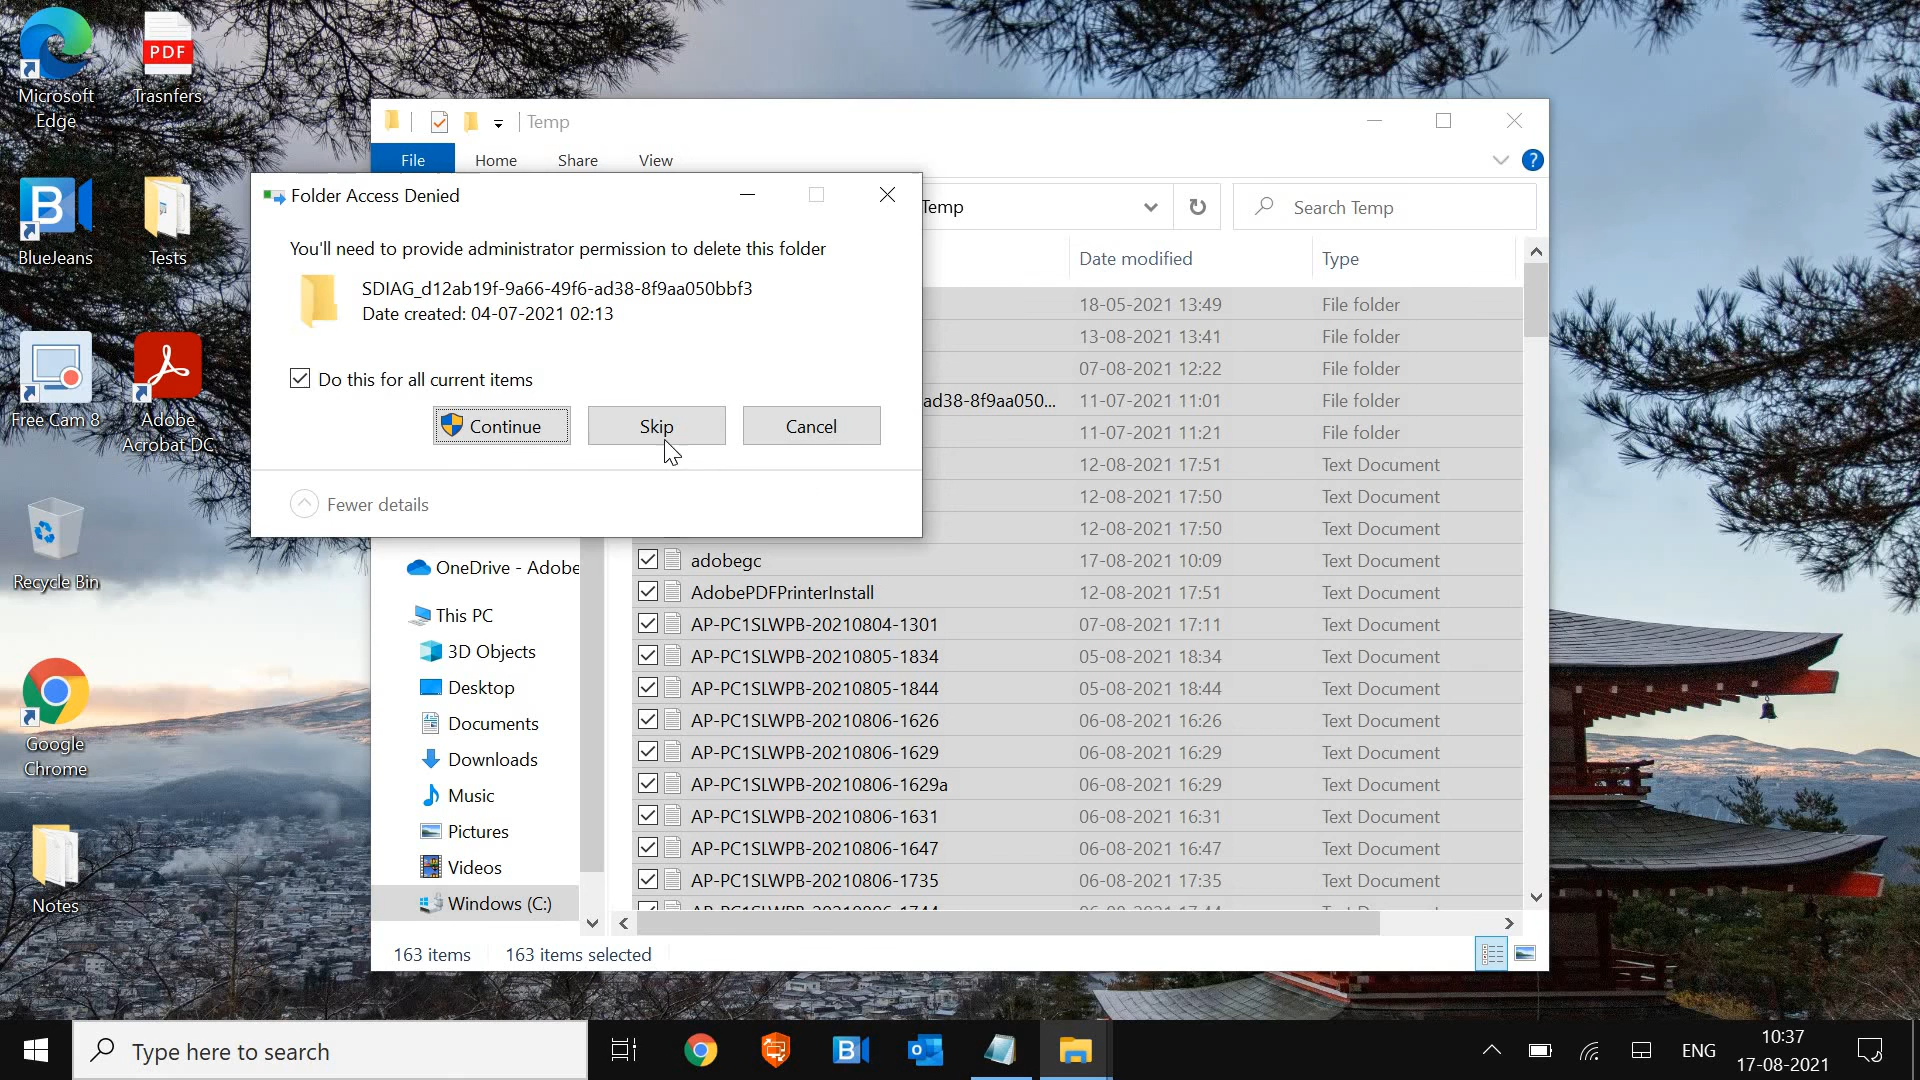 Microsoft
Edge
PDF
Trasnfers
BlueJeans
Tests
Free Cam 8
Adobe
Acrobat DC
Recycle Bin
Google
Chrome
Notes
Temp
File
Home
Share
View
?
Temp
Search Temp
Folder Access Denied
You'll need to provide administrator permission to delete this folder
SDIAG_d12ab19f-9a66-49f6-ad38-8f9aa050bbf3
Date created: 04-07-2021 02:13
Do this for all current items
Continue
Skip
Cancel
Fewer details
Date modified
Type
18-05-2021 13:49 File folder
13-08-2021 13:41 File folder
07-08-2021 12:22 File folder
ad38-8f9aa050... 11-07-2021 11:01 File folder
11-07-2021 11:21 File folder
12-08-2021 17:51 Text Document
12-08-2021 17:50 Text Document
12-08-2021 17:50 Text Document
adobegc 17-08-2021 10:09 Text Document
AdobePDFPrinterInstall 12-08-2021 17:51 Text Document
AP-PC1SLWPB-20210804-1301 07-08-2021 17:11 Text Document
AP-PC1SLWPB-20210805-1834 05-08-2021 18:34 Text Document
AP-PC1SLWPB-20210805-1844 05-08-2021 18:44 Text Document
AP-PC1SLWPB-20210806-1626 06-08-2021 16:26 Text Document
AP-PC1SLWPB-20210806-1629 06-08-2021 16:29 Text Document
AP-PC1SLWPB-20210806-1629a 06-08-2021 16:29 Text Document
AP-PC1SLWPB-20210806-1631 06-08-2021 16:31 Text Document
AP-PC1SLWPB-20210806-1647 06-08-2021 16:47 Text Document
AP-PC1SLWPB-20210806-1735 06-08-2021 17:35 Text Document
OneDrive - Adobe
This PC
3D Objects
Desktop
Documents
Downloads
Music
Pictures
Videos
Windows (C:)
163 items
163 items selected
Type here to search
ENG
10:37
17-08-2021